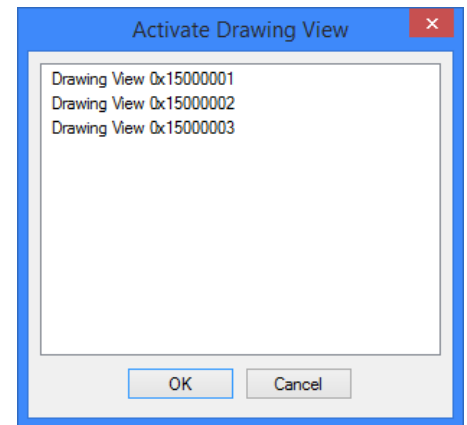 Activate Drawing View
Drawing View 0x15000001
Drawing View 0x15000002
Drawing View 0x15000003
OK Cancel